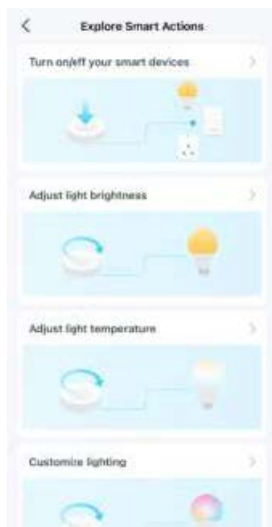 Explore Smart Actions
Turn on/off your smart devices
Adjust light brightness
Adjust light temperature
Customize lighting